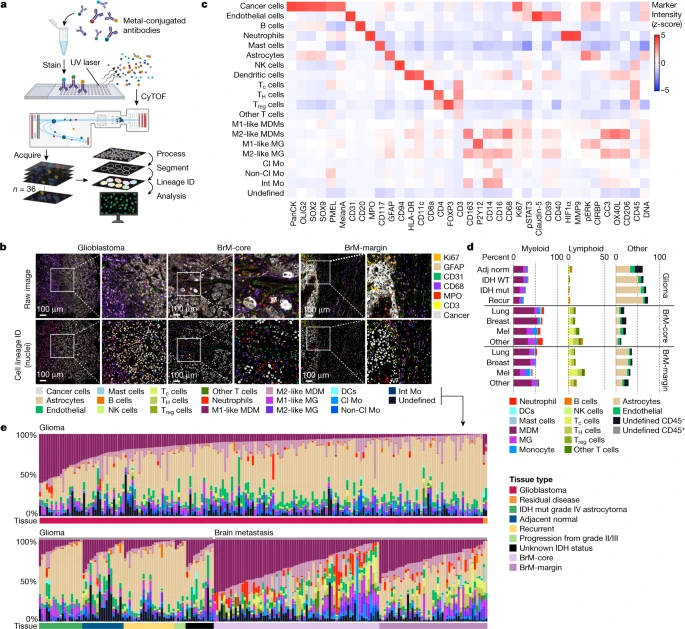 a
Metal-conjugated
antibodies
Stain
UV laser
CyTOF
Acquire
n = 36
Process
Segment
Lineage ID
Analysis
c
Cancer cells
Endothelial cells
B cells
Neutrophils
Mast cells
Astrocytes
NK cells
Dendritic cells
TC cells
TH cells
Treg cells
Other T cells
M1-like MDMs
M2-like MDMs
M1-like MG
M2-like MG
Cl Mo
Non-Cl Mo
Int Mo
Undefined
PanCK
OLIG2
SOX2
SOX9
PMEL
MelanA
CD31
CD20
MPO
CD117
GFAP
CD94
HLA-DR
CD11c
CD8a
CD4
FOXP3
CD3
CD163
P2Y12
CD14
CD16
CD68
Ki67
pSTAT3
Claudin-5
CD39
CD40
HIF1α
MMP9
pERK
CIRBP
CC3
OX40L
CD206
CD45
DNA
Marker
Intensity
(z-score)
5
0
−5
b
Glioblastoma
BrM-core
BrM-margin
Raw image
100 µm
100 µm
100 µm
Cell lineage ID
(nuclei)
100 µm
100 µm
100 µm
Ki67
GFAP
CD31
CD68
MPO
CD3
Cancer
Cancer cells
Astrocytes
Endothelial
Mast cells
B cells
NK cells
TC cells
TH cells
Treg cells
Other T cells
Neutrophils
M1-like MDM
M2-like MDM
M1-like MG
M2-like MG
DCs
Cl Mo
Non-Cl Mo
Int Mo
Undefined
d
Percent
Myeloid
Lymphoid
Other
0
100
0
50
50
100
Adj norm
IDH WT
IDH mut
Recur
Glioma
Lung
Breast
Mel
Other
BrM-core
Lung
Breast
Mel
Other
BrM-margin
Neutrophil
DCs
Mast cells
MDM
MG
Monocyte
B cells
NK cells
TC cells
TH cells
Treg cells
Other T cells
Astrocytes
Endothelial
Undefined CD45−
Undefined CD45+
e
Glioma
100%
50%
0%
Tissue
Glioma
Brain metastasis
100%
50%
0%
Tissue
Tissue type
Glioblastoma
Residual disease
IDH mut grade IV
astrocytoma
Adjacent normal
Recurrent
Progression from grade II/III
Unknown IDH status
BrM-core
BrM-margin